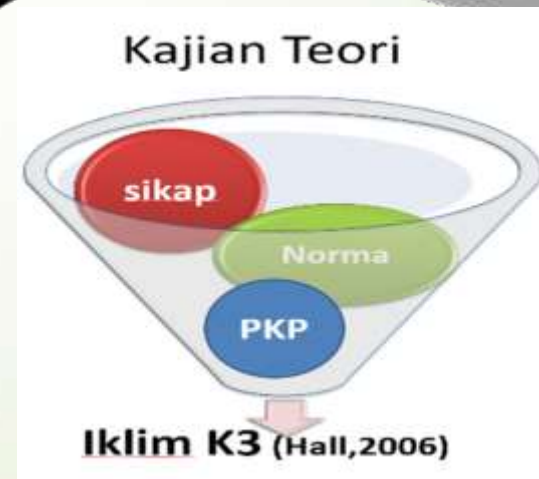 Kajian Teori
sikap
Norma
PKP
Iklim K3 (Hall,2006)